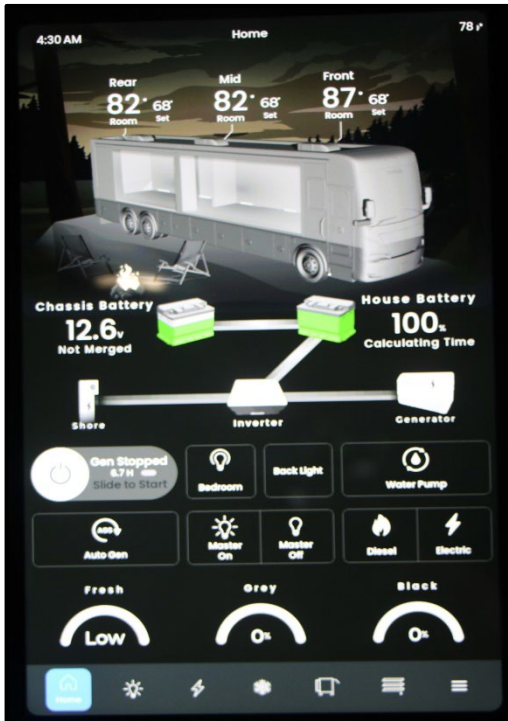 4:30 AM
Home
78
Rear
Mid
Front
82° 68°
Room Set
82° 68°
Room Set
87° 68°
Room Set
Chassis Battery
12.6v
Not Merged
House Battery
100%
Calculating Time
Shore
Inverter
Generator
Gen Stopped
6.7 H
Slide to Start
Bedroom
Back Light
Water Pump
AGS
Auto Gen
Master
On
Master
Off
Diesel
Electric
Fresh
Low
Grey
0%
Black
0%
Home